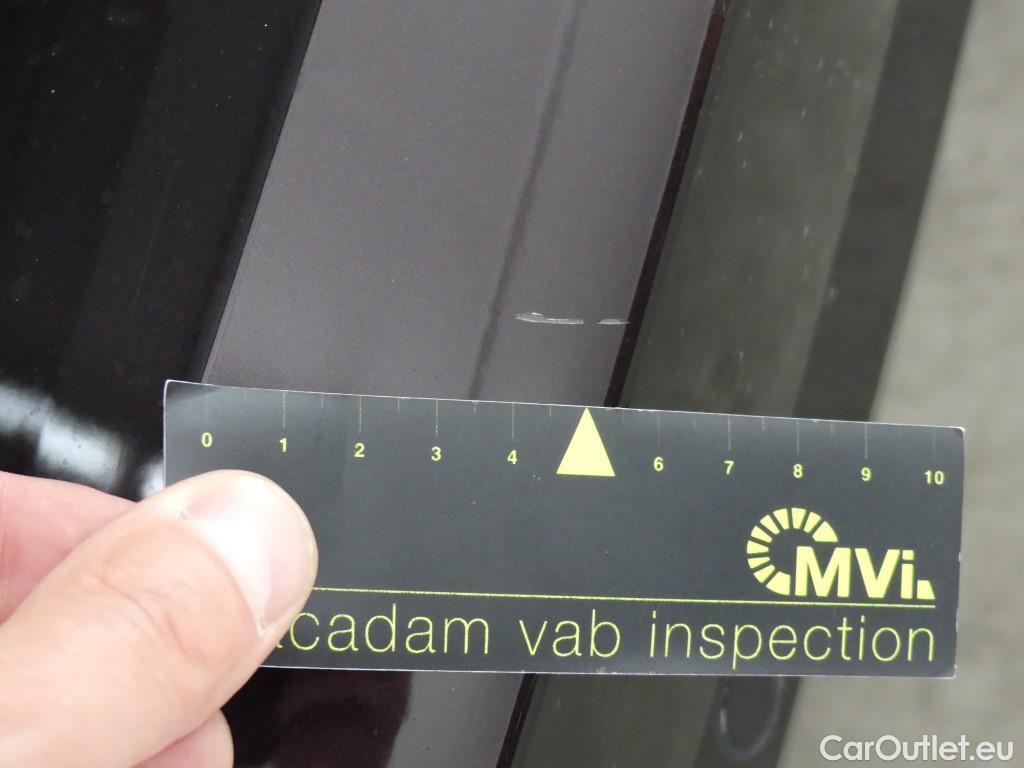 0 1 2 3 4 6 7 8 9 10
MVi
acadam vab inspection
CarOutlet.eu